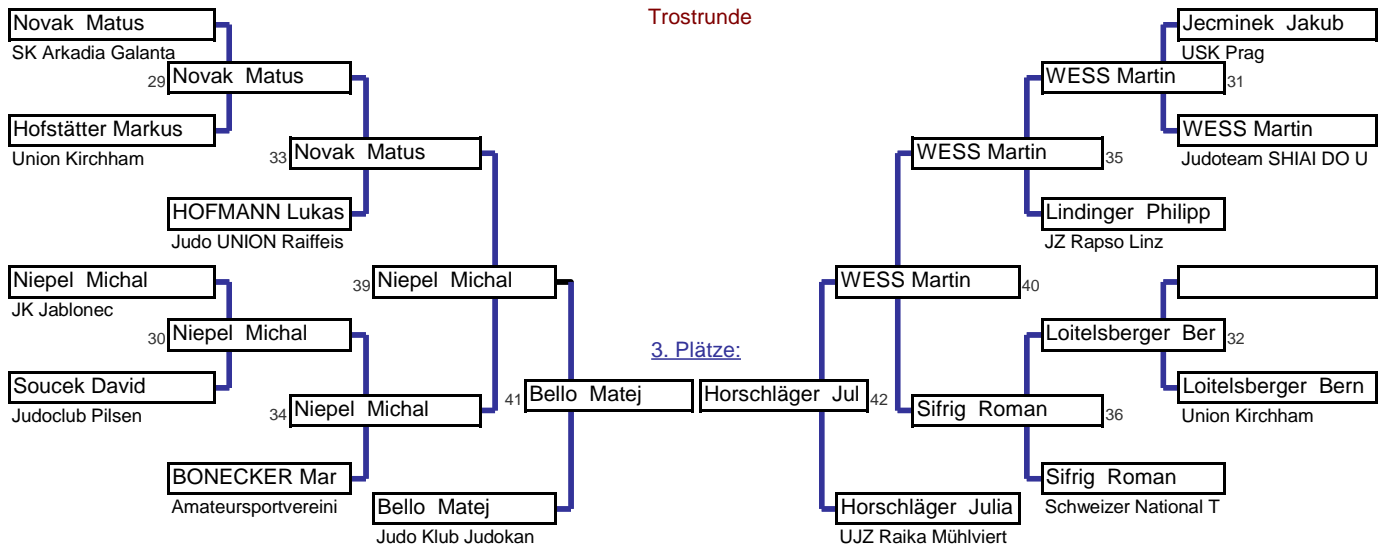 Trostrunde
Novak Matus
SK Arkadia Galanta
29 Novak Matus
Hofstätter Markus
Union Kirchham
33 Novak Matus
HOFMANN Lukas
Judo UNION Raiffeis
Niepel Michal
JK Jablonec
39 Niepel Michal
30 Niepel Michal
Soucek David
Judoclub Pilsen
34 Niepel Michal
BONECKER Mar
Amateursportvereini
41 Bello Matej
Bello Matej
Judo Klub Judokan
3. Plätze:
Jecminek Jakub
USK Prag
WESS Martin 31
WESS Martin
Judoteam SHIAI DO U
WESS Martin 35
Lindinger Philipp
JZ Rapso Linz
WESS Martin 40
Loitelsberger Ber 32
Loitelsberger Bern
Union Kirchham
Horschläger Jul 42
Sifrig Roman 36
Sifrig Roman
Schweizer National T
Horschläger Julia
UJZ Raika Mühlviert